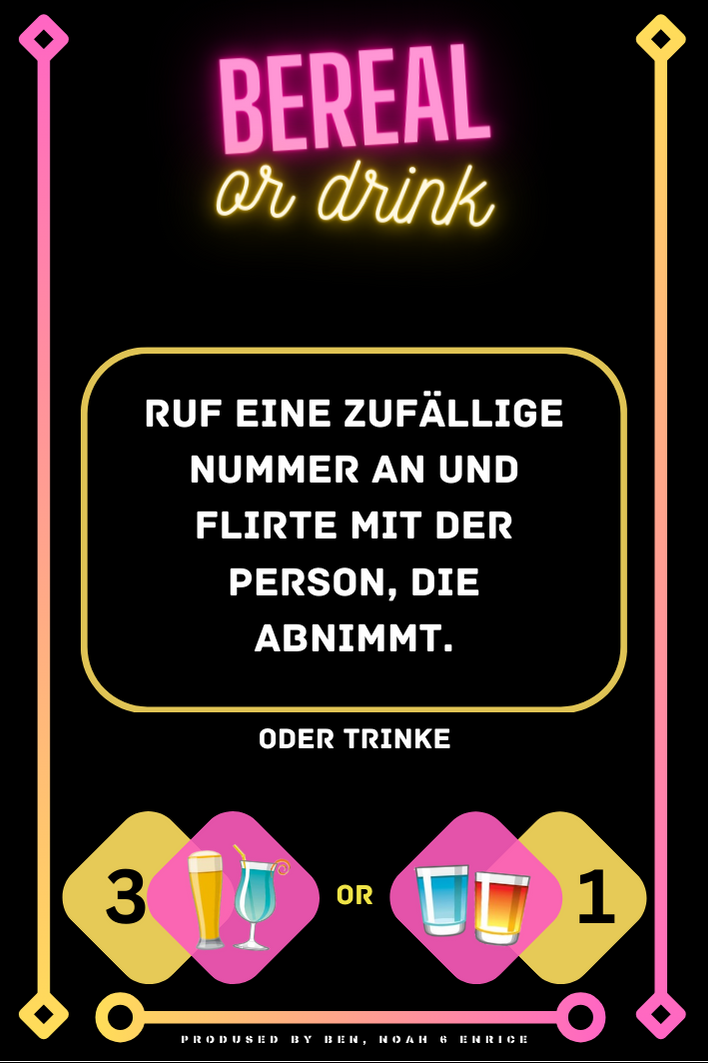 BEREAL
or drink
RUF EINE ZUFÄLLIGE
NUMMER AN UND
FLIRTE MIT DER
PERSON, DIE
ABNIMMT.
ODER TRINKE
3 OR 1
PRODUSED BY BEN, NOAH & ENRICE